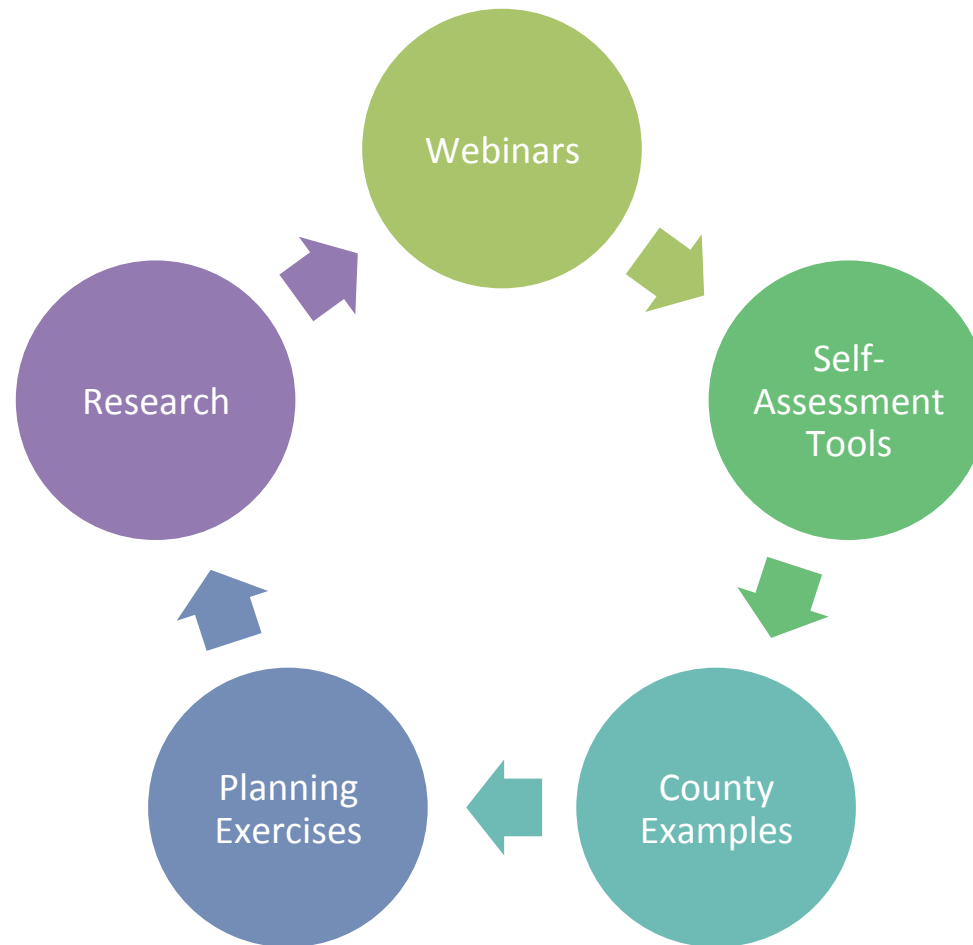 Webinars
Self-
Assessment
Tools
County
Examples
Planning
Exercises
Research